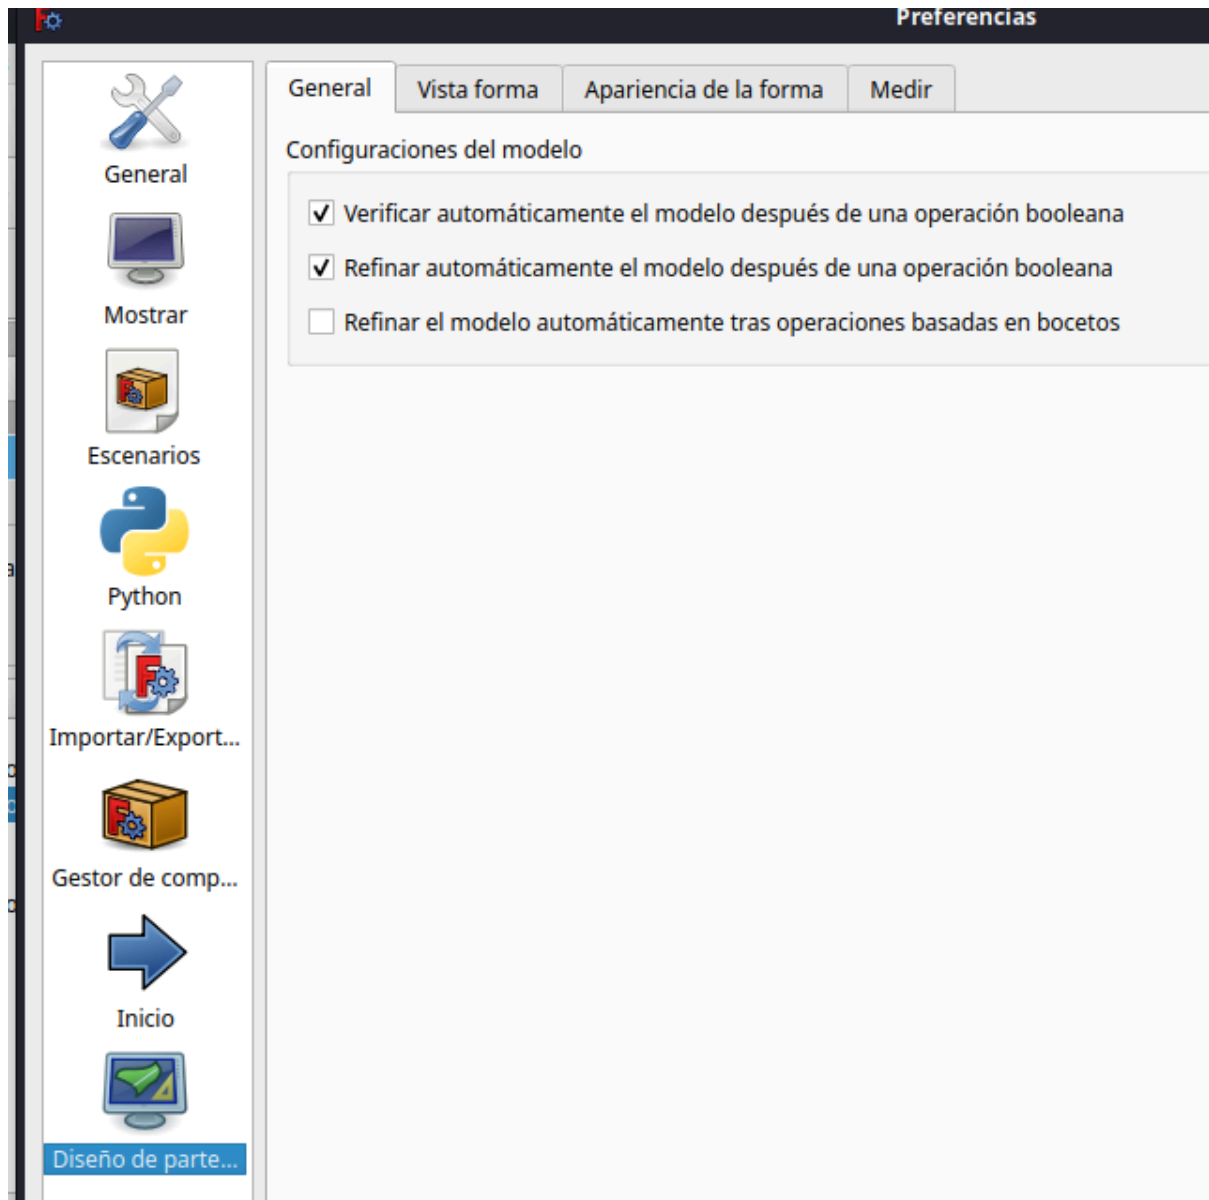 Preferencias
General
Vista forma
Apariencia de la forma
Medir
Configuraciones del modelo
Verificar automáticamente el modelo después de una operación booleana
Refinar automáticamente el modelo después de una operación booleana
Refinar el modelo automáticamente tras operaciones basadas en bocetos
General
Mostrar
Escenarios
Python
Importar/Export...
Gestor de comp...
Inicio
Diseño de parte...